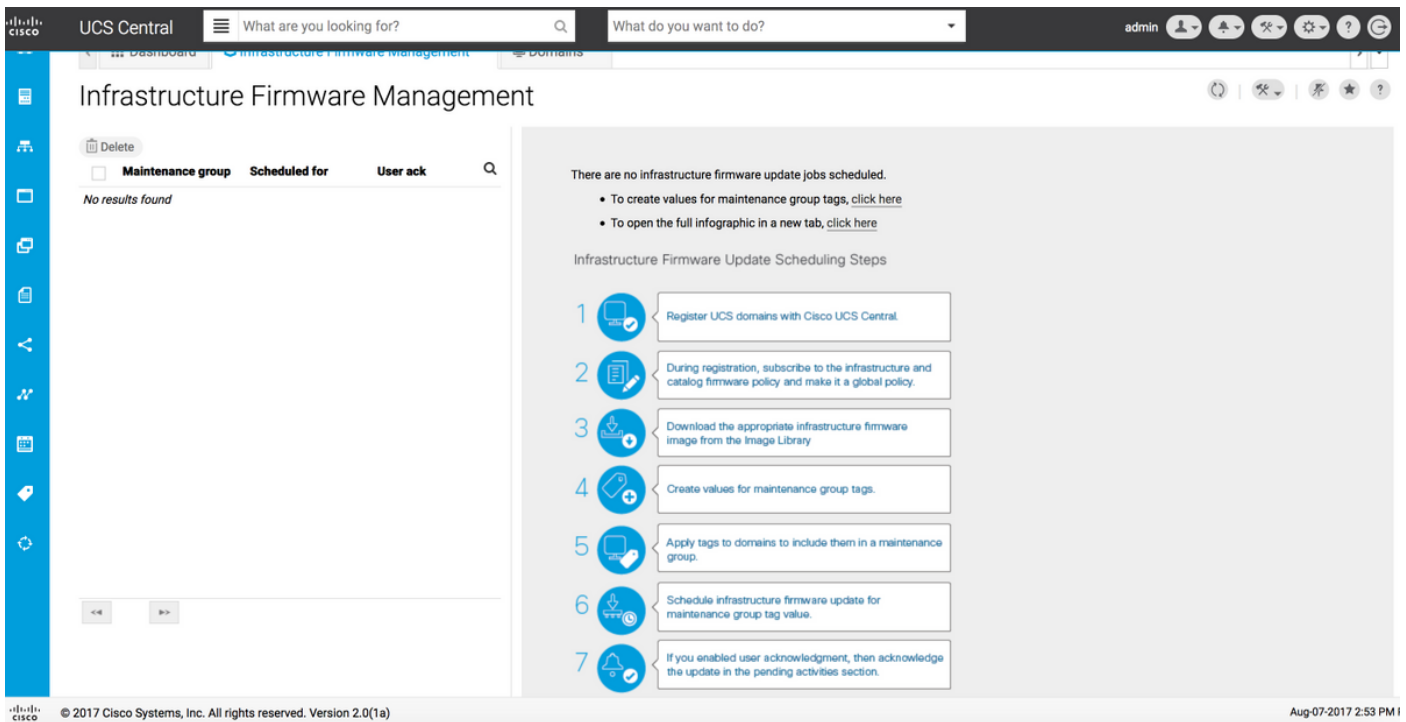 cisco UCS Central What are you looking for? What do you want to do? admin ?
Dashboard Infrastructure Firmware Management Domains
Infrastructure Firmware Management ?
Delete
Maintenance group Scheduled for User ack
No results found
There are no infrastructure firmware update jobs scheduled.
• To create values for maintenance group tags, click here
• To open the full infographic in a new tab, click here
Infrastructure Firmware Update Scheduling Steps
1 Register UCS domains with Cisco UCS Central.
2 During registration, subscribe to the infrastructure and
catalog firmware policy and make it a global policy.
3 Download the appropriate infrastructure firmware
image from the Image Library
4 Create values for maintenance group tags.
5 Apply tags to domains to include them in a maintenance
group.
6 Schedule infrastructure firmware update for
maintenance group tag value.
7 If you enabled user acknowledgment, then acknowledge
the update in the pending activities section.
cisco © 2017 Cisco Systems, Inc. All rights reserved. Version 2.0(1a) Aug-07-2017 2:53 PM